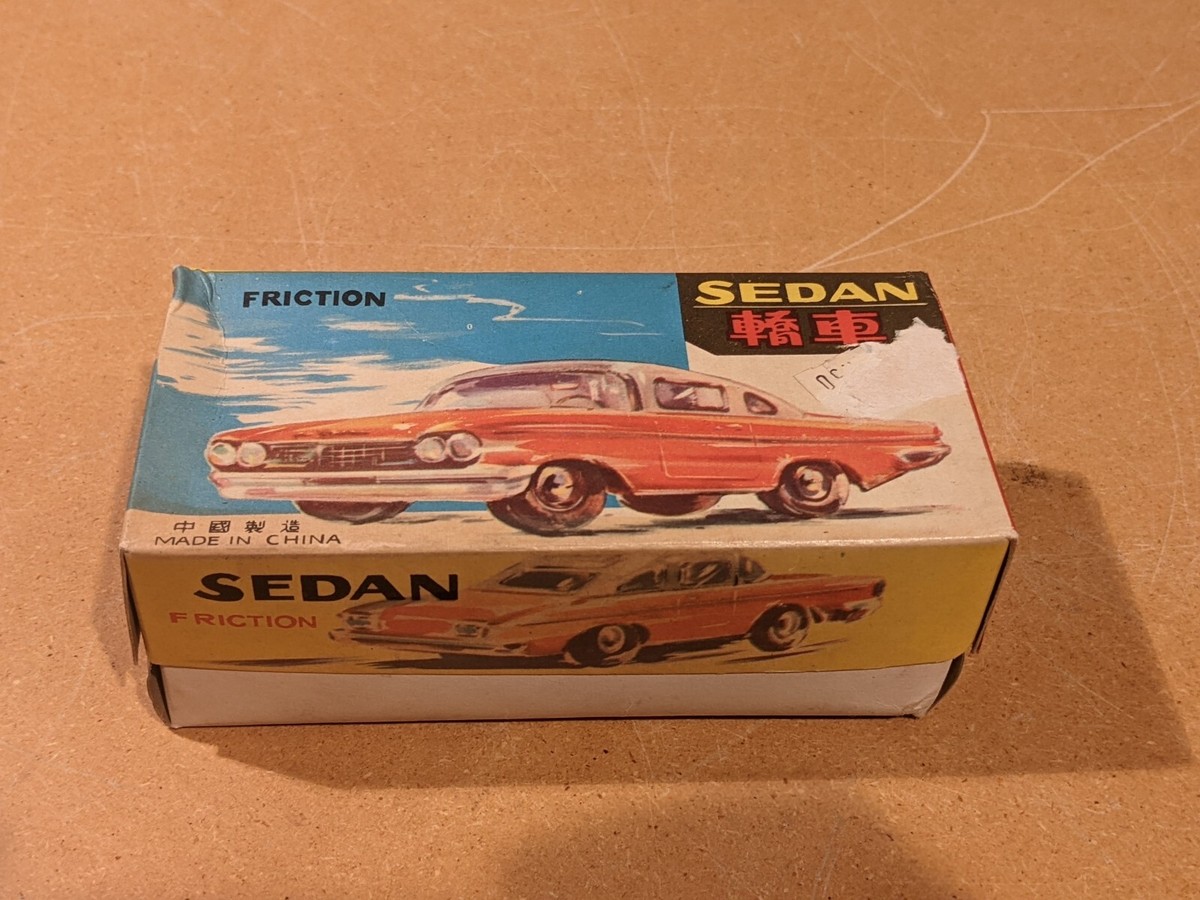 FRICTION
SEDAN
轎車
中國製造
MADE IN CHINA
SEDAN
FRICTION